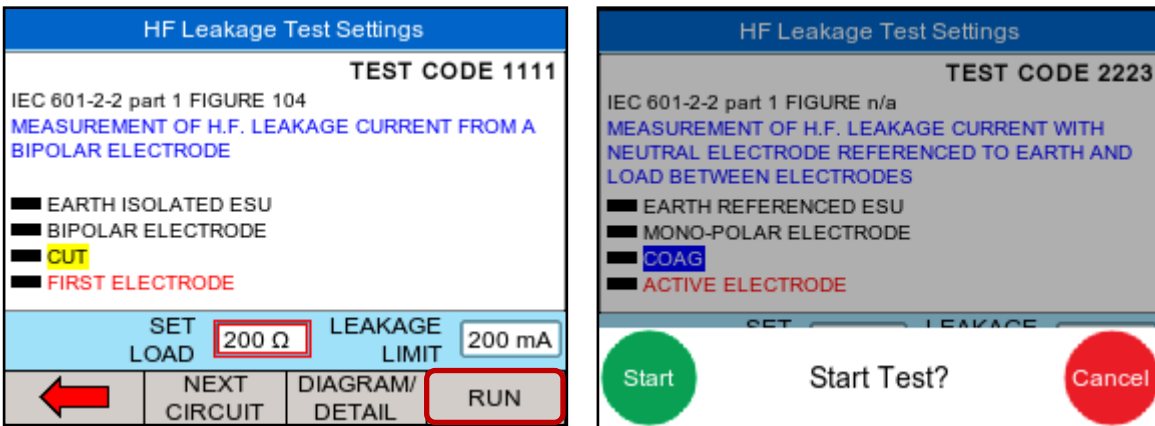 HF Leakage Test Settings
TEST CODE 1111
IEC 601-2-2 part 1 FIGURE 104
MEASUREMENT OF H.F. LEAKAGE CURRENT FROM A
BIPOLAR ELECTRODE
EARTH ISOLATED ESU
BIPOLAR ELECTRODE
CUT
FIRST ELECTRODE
SET LOAD 200 Ω LEAKAGE LIMIT 200 mA
NEXT CIRCUIT
DIAGRAM/ DETAIL
RUN
HF Leakage Test Settings
TEST CODE 2223
IEC 601-2-2 part 1 FIGURE n/a
MEASUREMENT OF H.F. LEAKAGE CURRENT WITH
NEUTRAL ELECTRODE REFERENCED TO EARTH AND
LOAD BETWEEN ELECTRODES
EARTH REFERENCED ESU
MONO-POLAR ELECTRODE
COAG
ACTIVE ELECTRODE
SET LEAKAGE
Start
Start Test?
Cancel